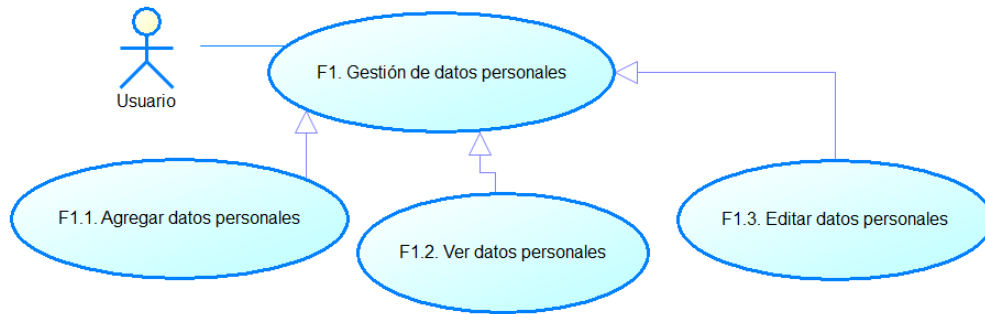 F1. Gestión de datos personales
Usuario
F1.1. Agregar datos personales
F1.2. Ver datos personales
F1.3. Editar datos personales